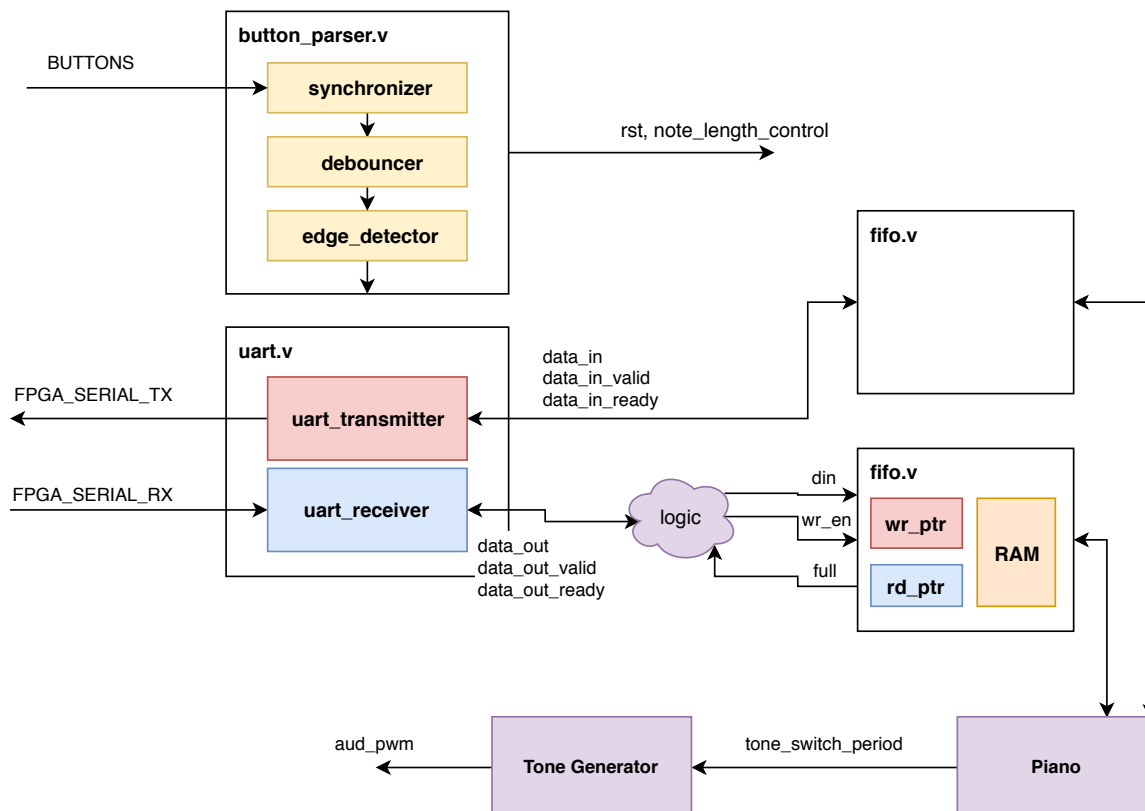 button_parser.v
BUTTONS
synchronizer
rst, note_length_control
debouncer
edge_detector
fifo.v
uart.v
data_in
data_in_valid
data_in_ready
FPGA_SERIAL_TX
uart_transmitter
fifo.v
FPGA_SERIAL_RX
uart_receiver
logic
din
wr_en
full
wr_ptr
rd_ptr
RAM
data_out
data_out_valid
data_out_ready
aud_pwm
Tone Generator
tone_switch_period
Piano